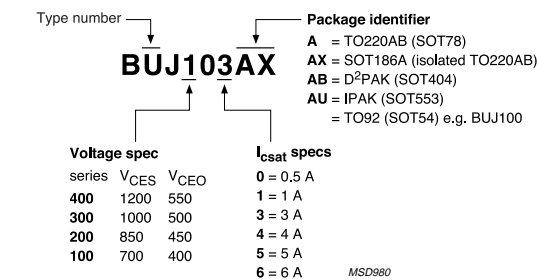 Type number
Package identifier
BUJ103AX
A = TO220AB (SOT78)
AX = SOT186A (isolated TO220AB)
AB = D2PAK (SOT404)
AU = IPAK (SOT553)
= TO92 (SOT54) e.g. BUJ100
Voltage spec
series VCES VCEO
400 1200 550
300 1000 500
200 850 450
100 700 400
Icsat specs
0 = 0.5 A
1 = 1 A
3 = 3 A
4 = 4 A
5 = 5 A
6 = 6 A
MSD980